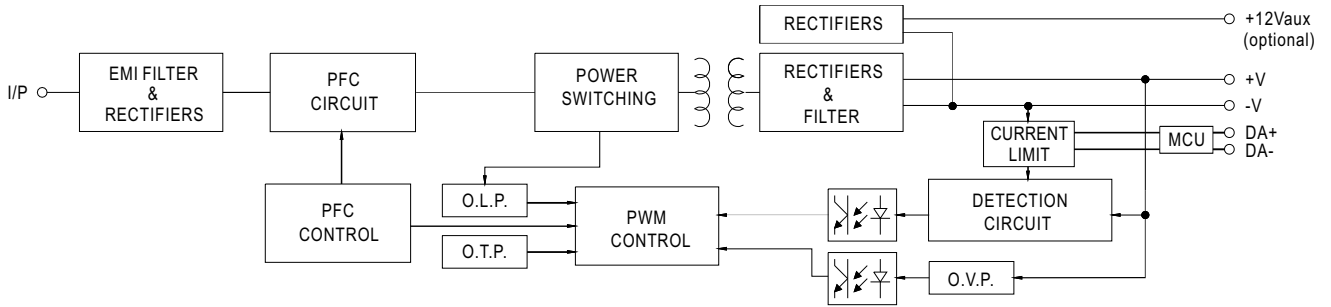 RECTIFIERS
+12Vaux
(optional)
I/P
EMI FILTER
&
RECTIFIERS
PFC
CIRCUIT
POWER
SWITCHING
RECTIFIERS
&
FILTER
+V
-V
CURRENT
LIMIT
MCU
DA+
DA-
PFC
CONTROL
O.L.P.
O.T.P.
PWM
CONTROL
DETECTION
CIRCUIT
O.V.P.